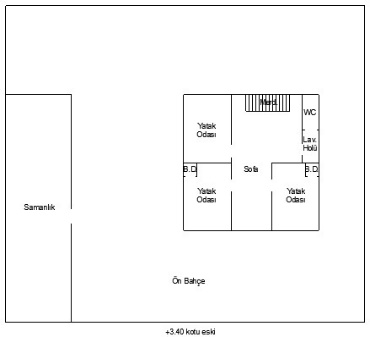 Merd.
WC
Yatak
Odası
Lav.
Holü
B.D.
Sofa
B.D.
Yatak
Odası
Yatak
Odası
Samanlık
Ön Bahçe
+3.40 kotu eski